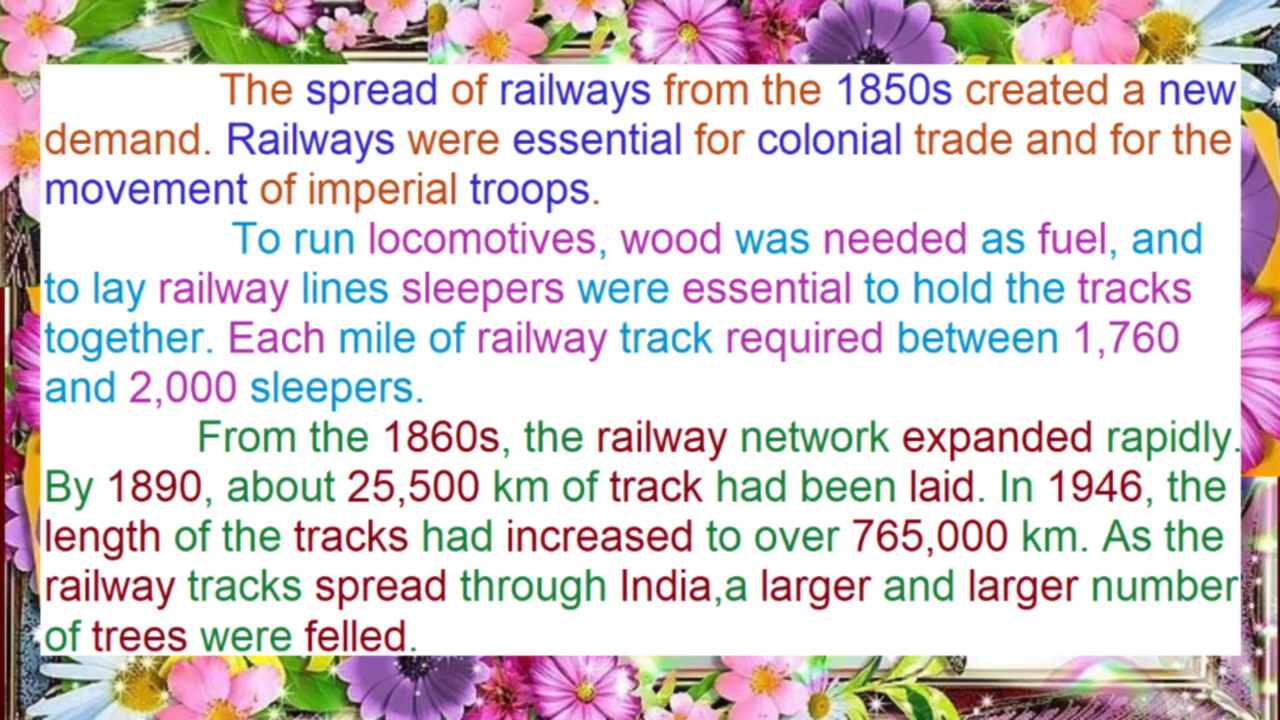 The spread of railways from the 1850s created a new
demand. Railways were essential for colonial trade and for the
movement of imperial troops.
To run locomotives, wood was needed as fuel, and
to lay railway lines sleepers were essential to hold the tracks
together. Each mile of railway track required between 1,760
and 2,000 sleepers.
From the 1860s, the railway network expanded rapidly.
By 1890, about 25,500 km of track had been laid. In 1946, the
length of the tracks had increased to over 765,000 km. As the
railway tracks spread through India,a larger and larger number
of trees were felled.